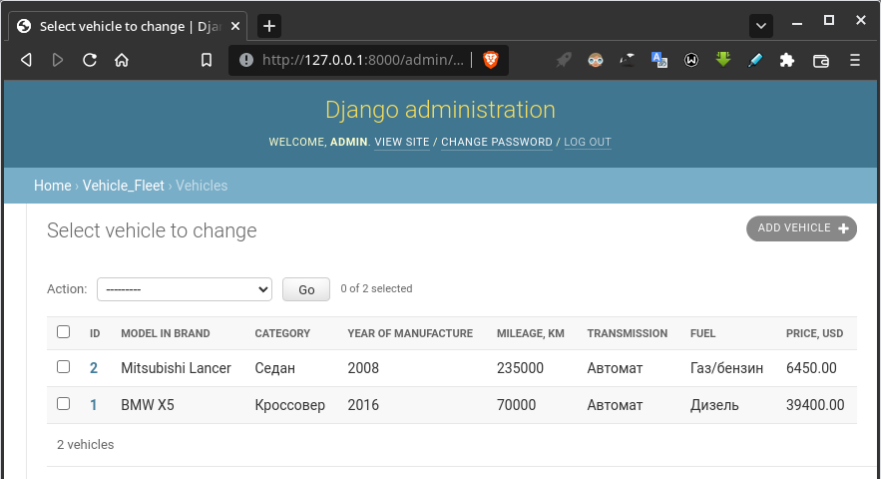 Select vehicle to change | Dja
http://127.0.0.1:8000/admin/...
Django administration
WELCOME, ADMIN. VIEW SITE / CHANGE PASSWORD / LOG OUT
Home › Vehicle_Fleet › Vehicles
Select vehicle to change
ADD VEHICLE +
Action: --------- Go 0 of 2 selected
ID MODEL IN BRAND CATEGORY YEAR OF MANUFACTURE MILEAGE, KM TRANSMISSION FUEL PRICE, USD
2 Mitsubishi Lancer Седан 2008 235000 Автомат Газ/бензин 6450.00
1 BMW X5 Кроссовер 2016 70000 Автомат Дизель 39400.00
2 vehicles